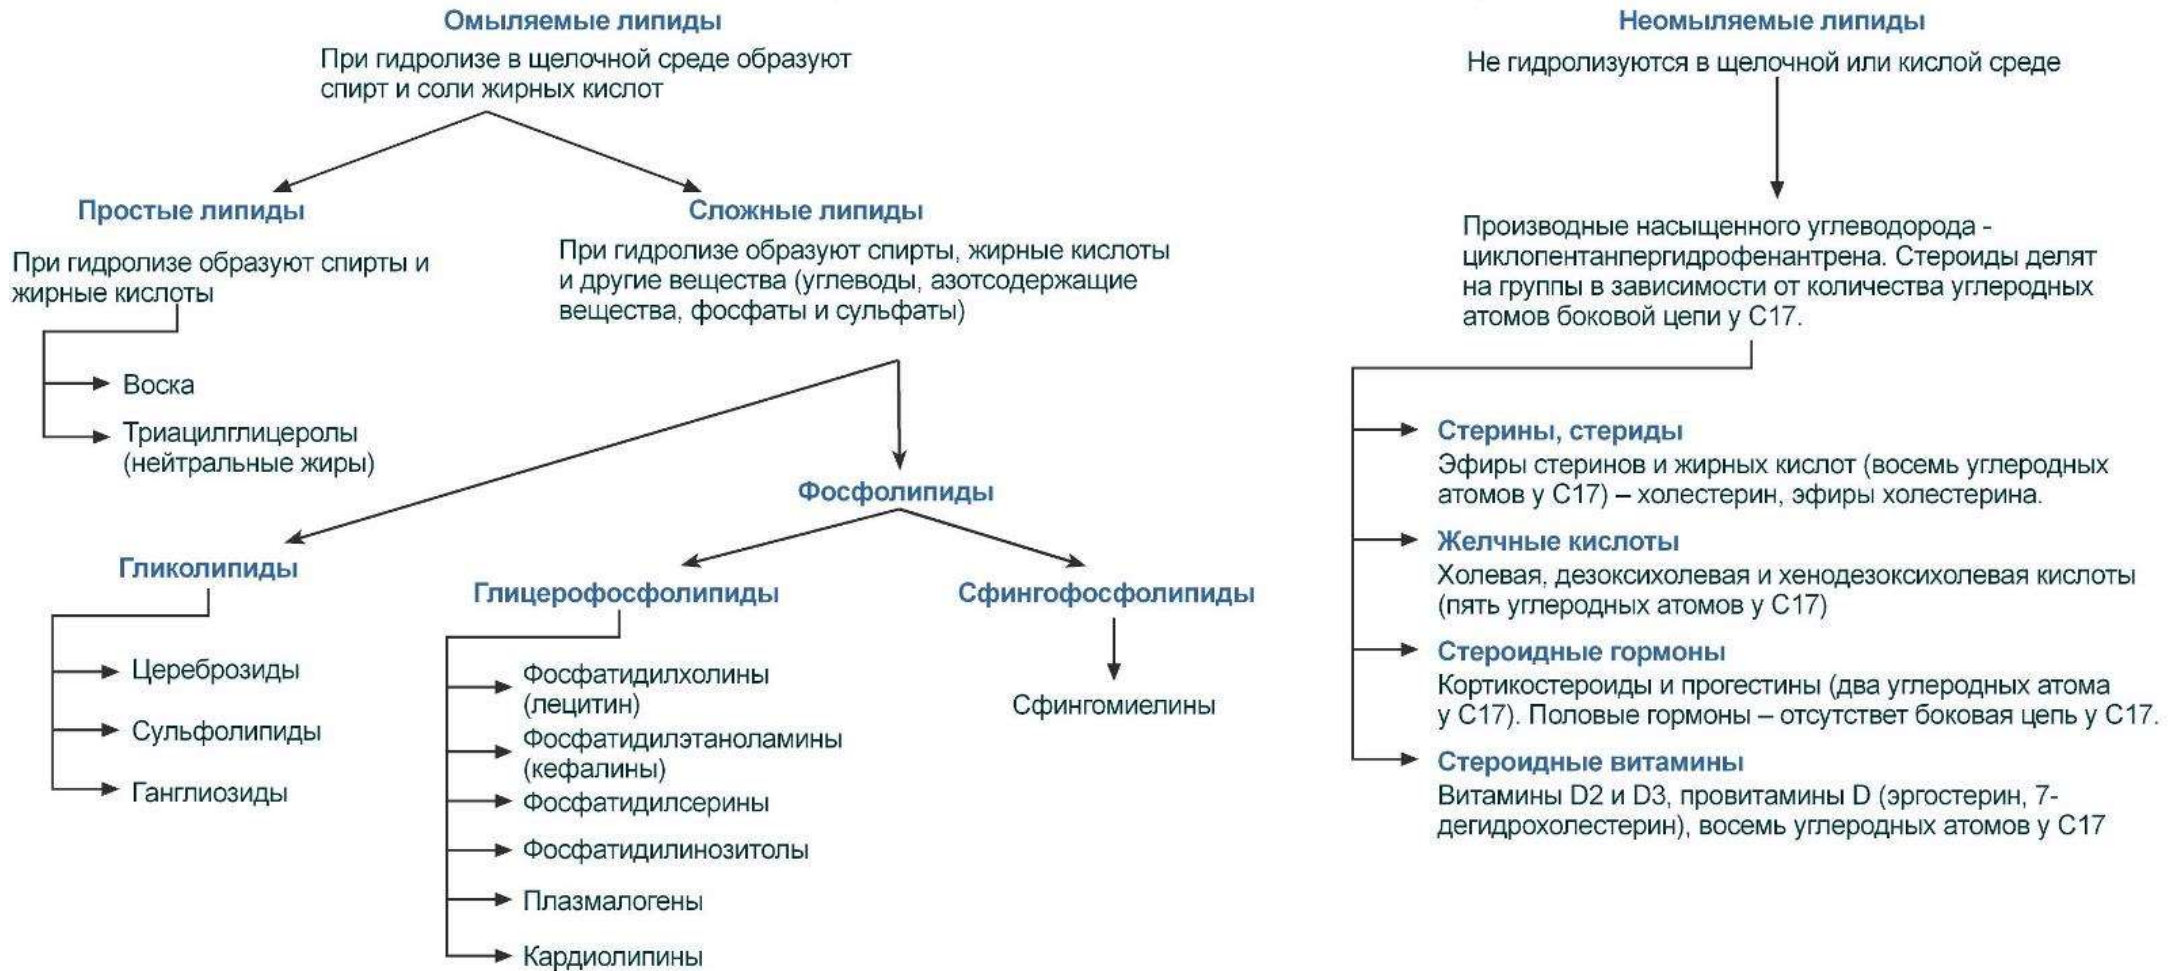 Омыляемые липиды
При гидролизе в щелочной среде образуют
спирт и соли жирных кислот
Простые липиды
При гидролизе образуют спирты и
жирные кислоты
Воска
Триацилглицеролы
(нейтральные жиры)
Сложные липиды
При гидролизе образуют спирты, жирные кислоты
и другие вещества (углеводы, азотсодержащие
вещества, фосфаты и сульфаты)
Гликолипиды
Цереброзиды
Сульфолипиды
Ганглиозиды
Фосфолипиды
Глицерофосфолипиды
Фосфатидилхолины
(лецитин)
Фосфатидилэтаноламины
(кефалины)
Фосфатидилсерины
Фосфатидилинозитолы
Плазмалогены
Кардиолипины
Сфингофосфолипиды
Сфингомиелины
Неомыляемые липиды
Не гидролизуются в щелочной или кислой среде
Производные насыщенного углеводорода -
циклопентанпергидрофенантрена. Стероиды делят
на группы в зависимости от количества углеродных
атомов боковой цепи у С17.
Стерины, стериды
Эфиры стеринов и жирных кислот (восемь углеродных
атомов у С17) – холестерин, эфиры холестерина.
Желчные кислоты
Холевая, дезоксихолевая и хенодезоксихолевая кислоты
(пять углеродных атомов у С17)
Стероидные гормоны
Кортикостероиды и прогестины (два углеродных атома
у С17). Половые гормоны – отсутствет боковая цепь у С17.
Стероидные витамины
Витамины D2 и D3, провитамины D (эргостерин, 7-
дегидрохолестерин), восемь углеродных атомов у С17